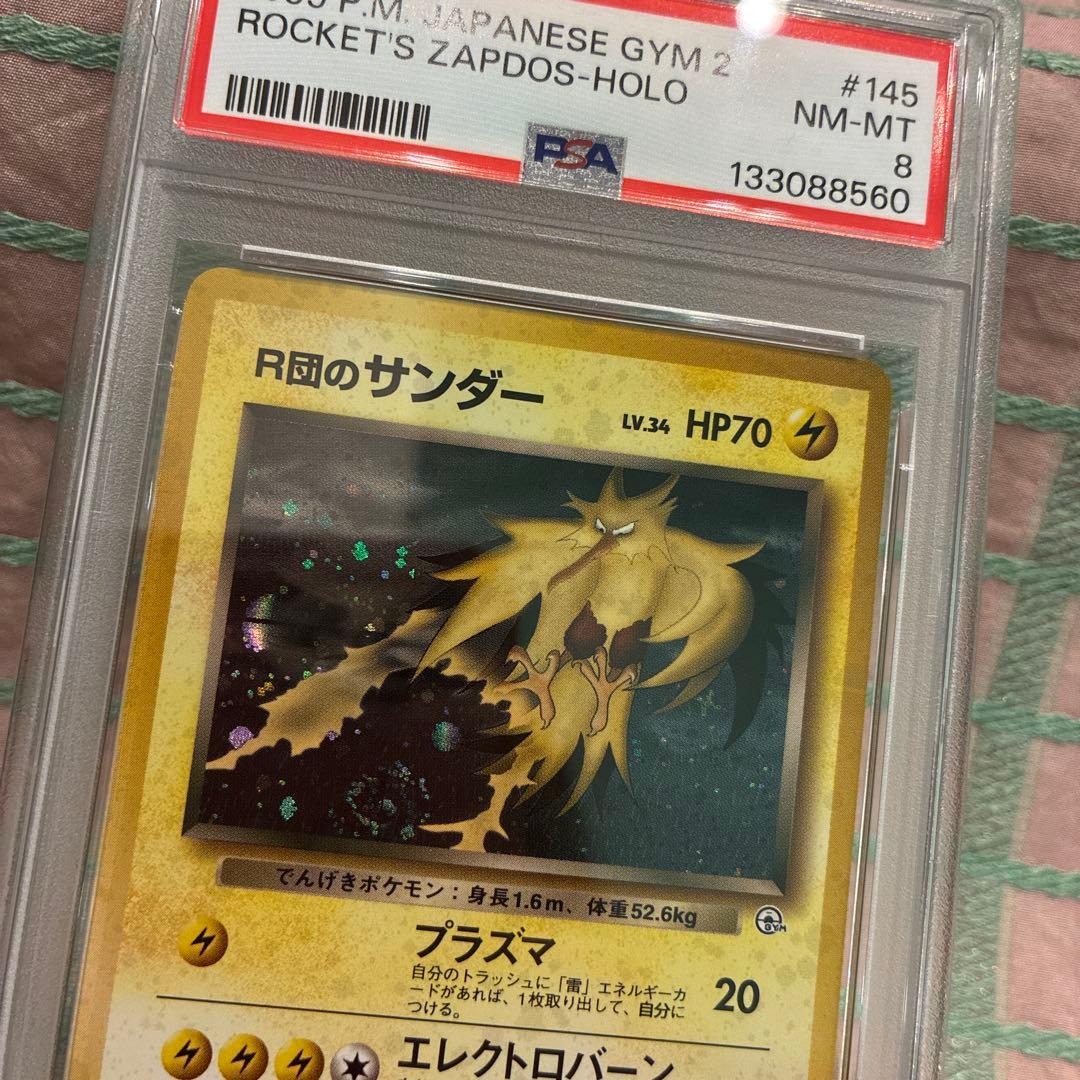 P.M. JAPANESE GYM 2
ROCKET'S ZAPDOS-HOLO
#145
NM-MT
8
133088560
PSA
R団のサンダー
LV.34 HP70
でんげきポケモン：身長1.6m、体重52.6kg
GYM
プラズマ
自分のトラッシュに「雷」エネルギーカ
ードがあれば、1枚取り出して、自分に
つける。
20
エレクトロバーン